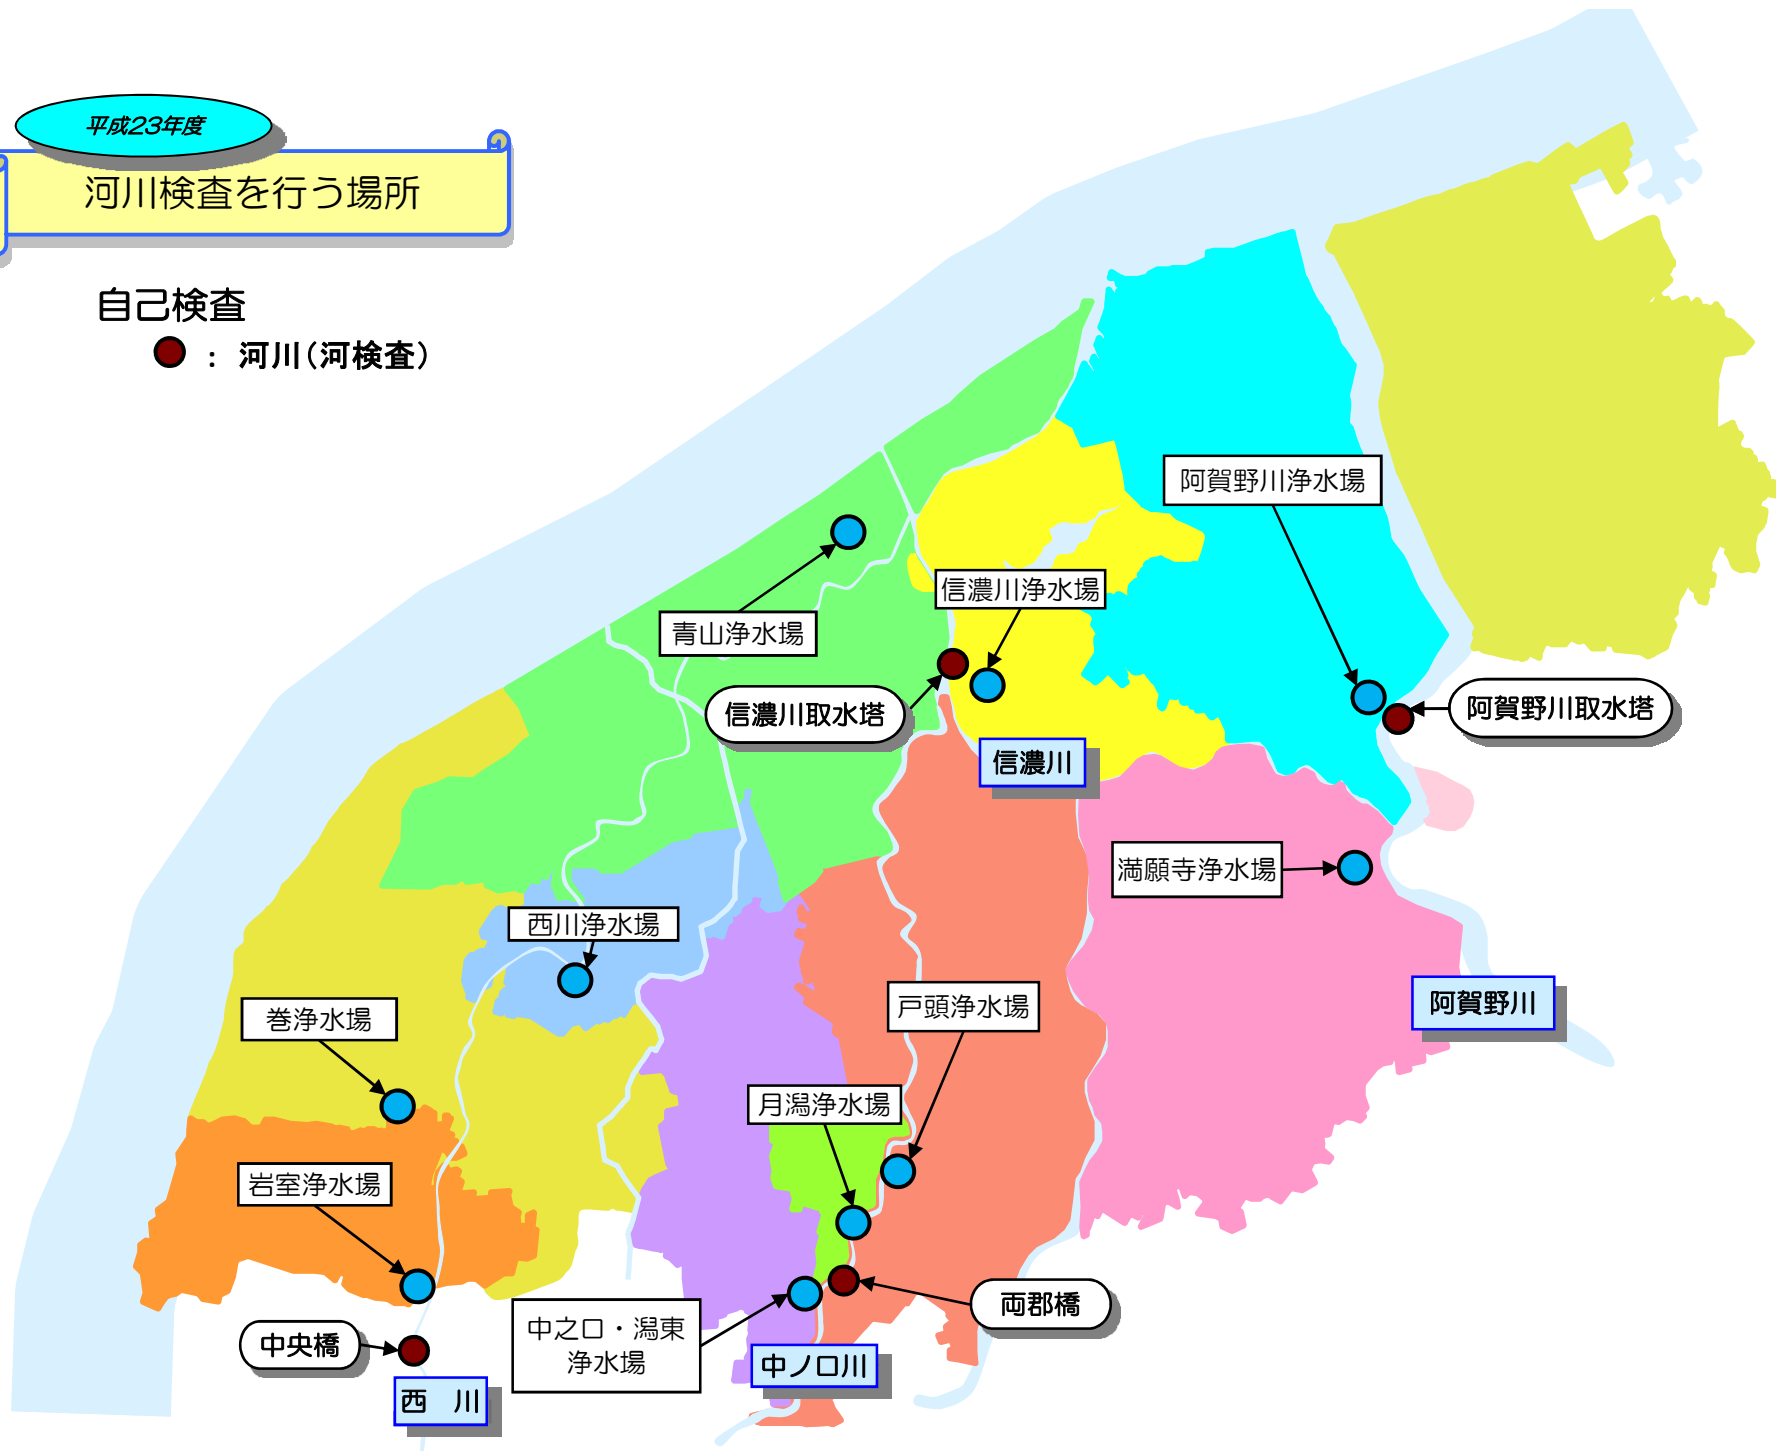 平成23年度
河川検査を行う場所
自己検査
： 河川（河検査）
阿賀野川浄水場
信濃川浄水場
青山浄水場
信濃川取水塔
阿賀野川取水塔
信濃川
満願寺浄水場
西川浄水場
戸頭浄水場
阿賀野川
巻浄水場
月潟浄水場
岩室浄水場
両郡橋
中之口・潟東
浄水場
中央橋
中ノ口川
西　川